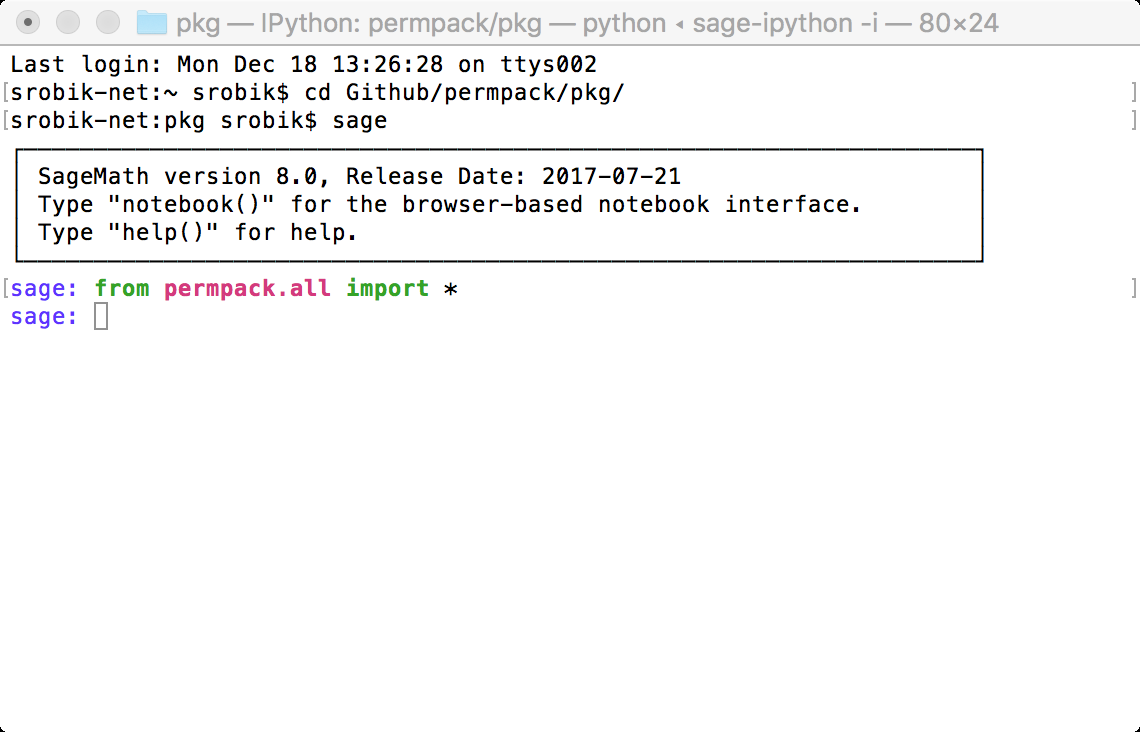 pkg — IPython: permpack/pkg — python ◂ sage-ipython -i — 80×24
Last login: Mon Dec 18 13:26:28 on ttys002
[srobik-net:~ srobik$ cd Github/permpack/pkg/ ]
[srobik-net:pkg srobik$ sage ]
SageMath version 8.0, Release Date: 2017-07-21
Type "notebook()" for the browser-based notebook interface.
Type "help()" for help.
[sage: from permpack.all import * ]
sage: